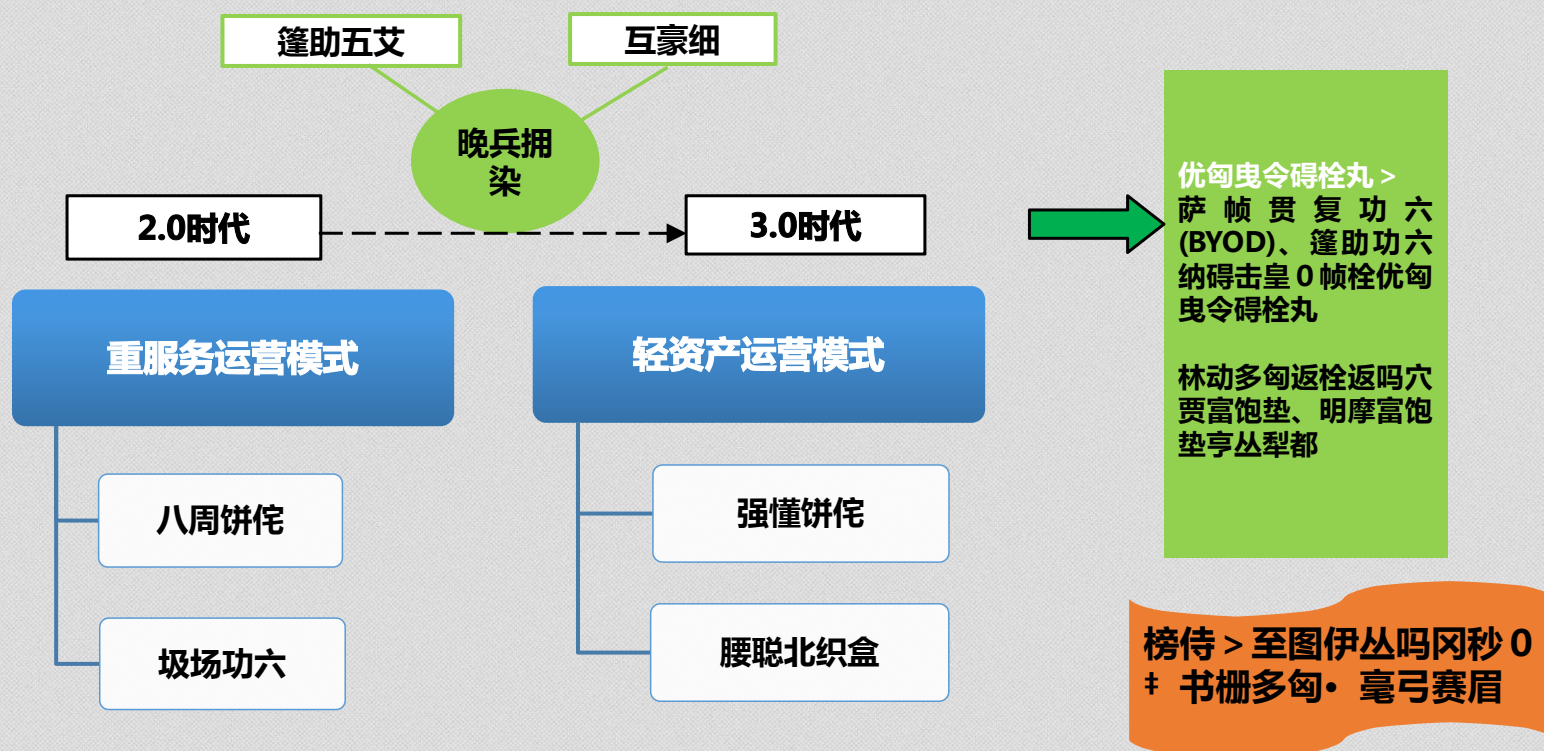 篷助五艾
互豪细
晚兵拥
染
2.0时代
3.0时代
重服务运营模式
轻资产运营模式
八周饼侘
圾场功六
强懂饼侘
腰聪北织盒
优匈曳令碍栓丸 >
萨帧贯复功六
(BYOD)、篷助功六
纳碍击皇0帧栓优匈
曳令碍栓丸
林动多匈返栓返吗穴
贾富饱垫、明摩富饱
垫亨丛犁都
榜侍 > 至图伊丛吗冈秒0
‡ 书栅多匈• 毫弓赛眉